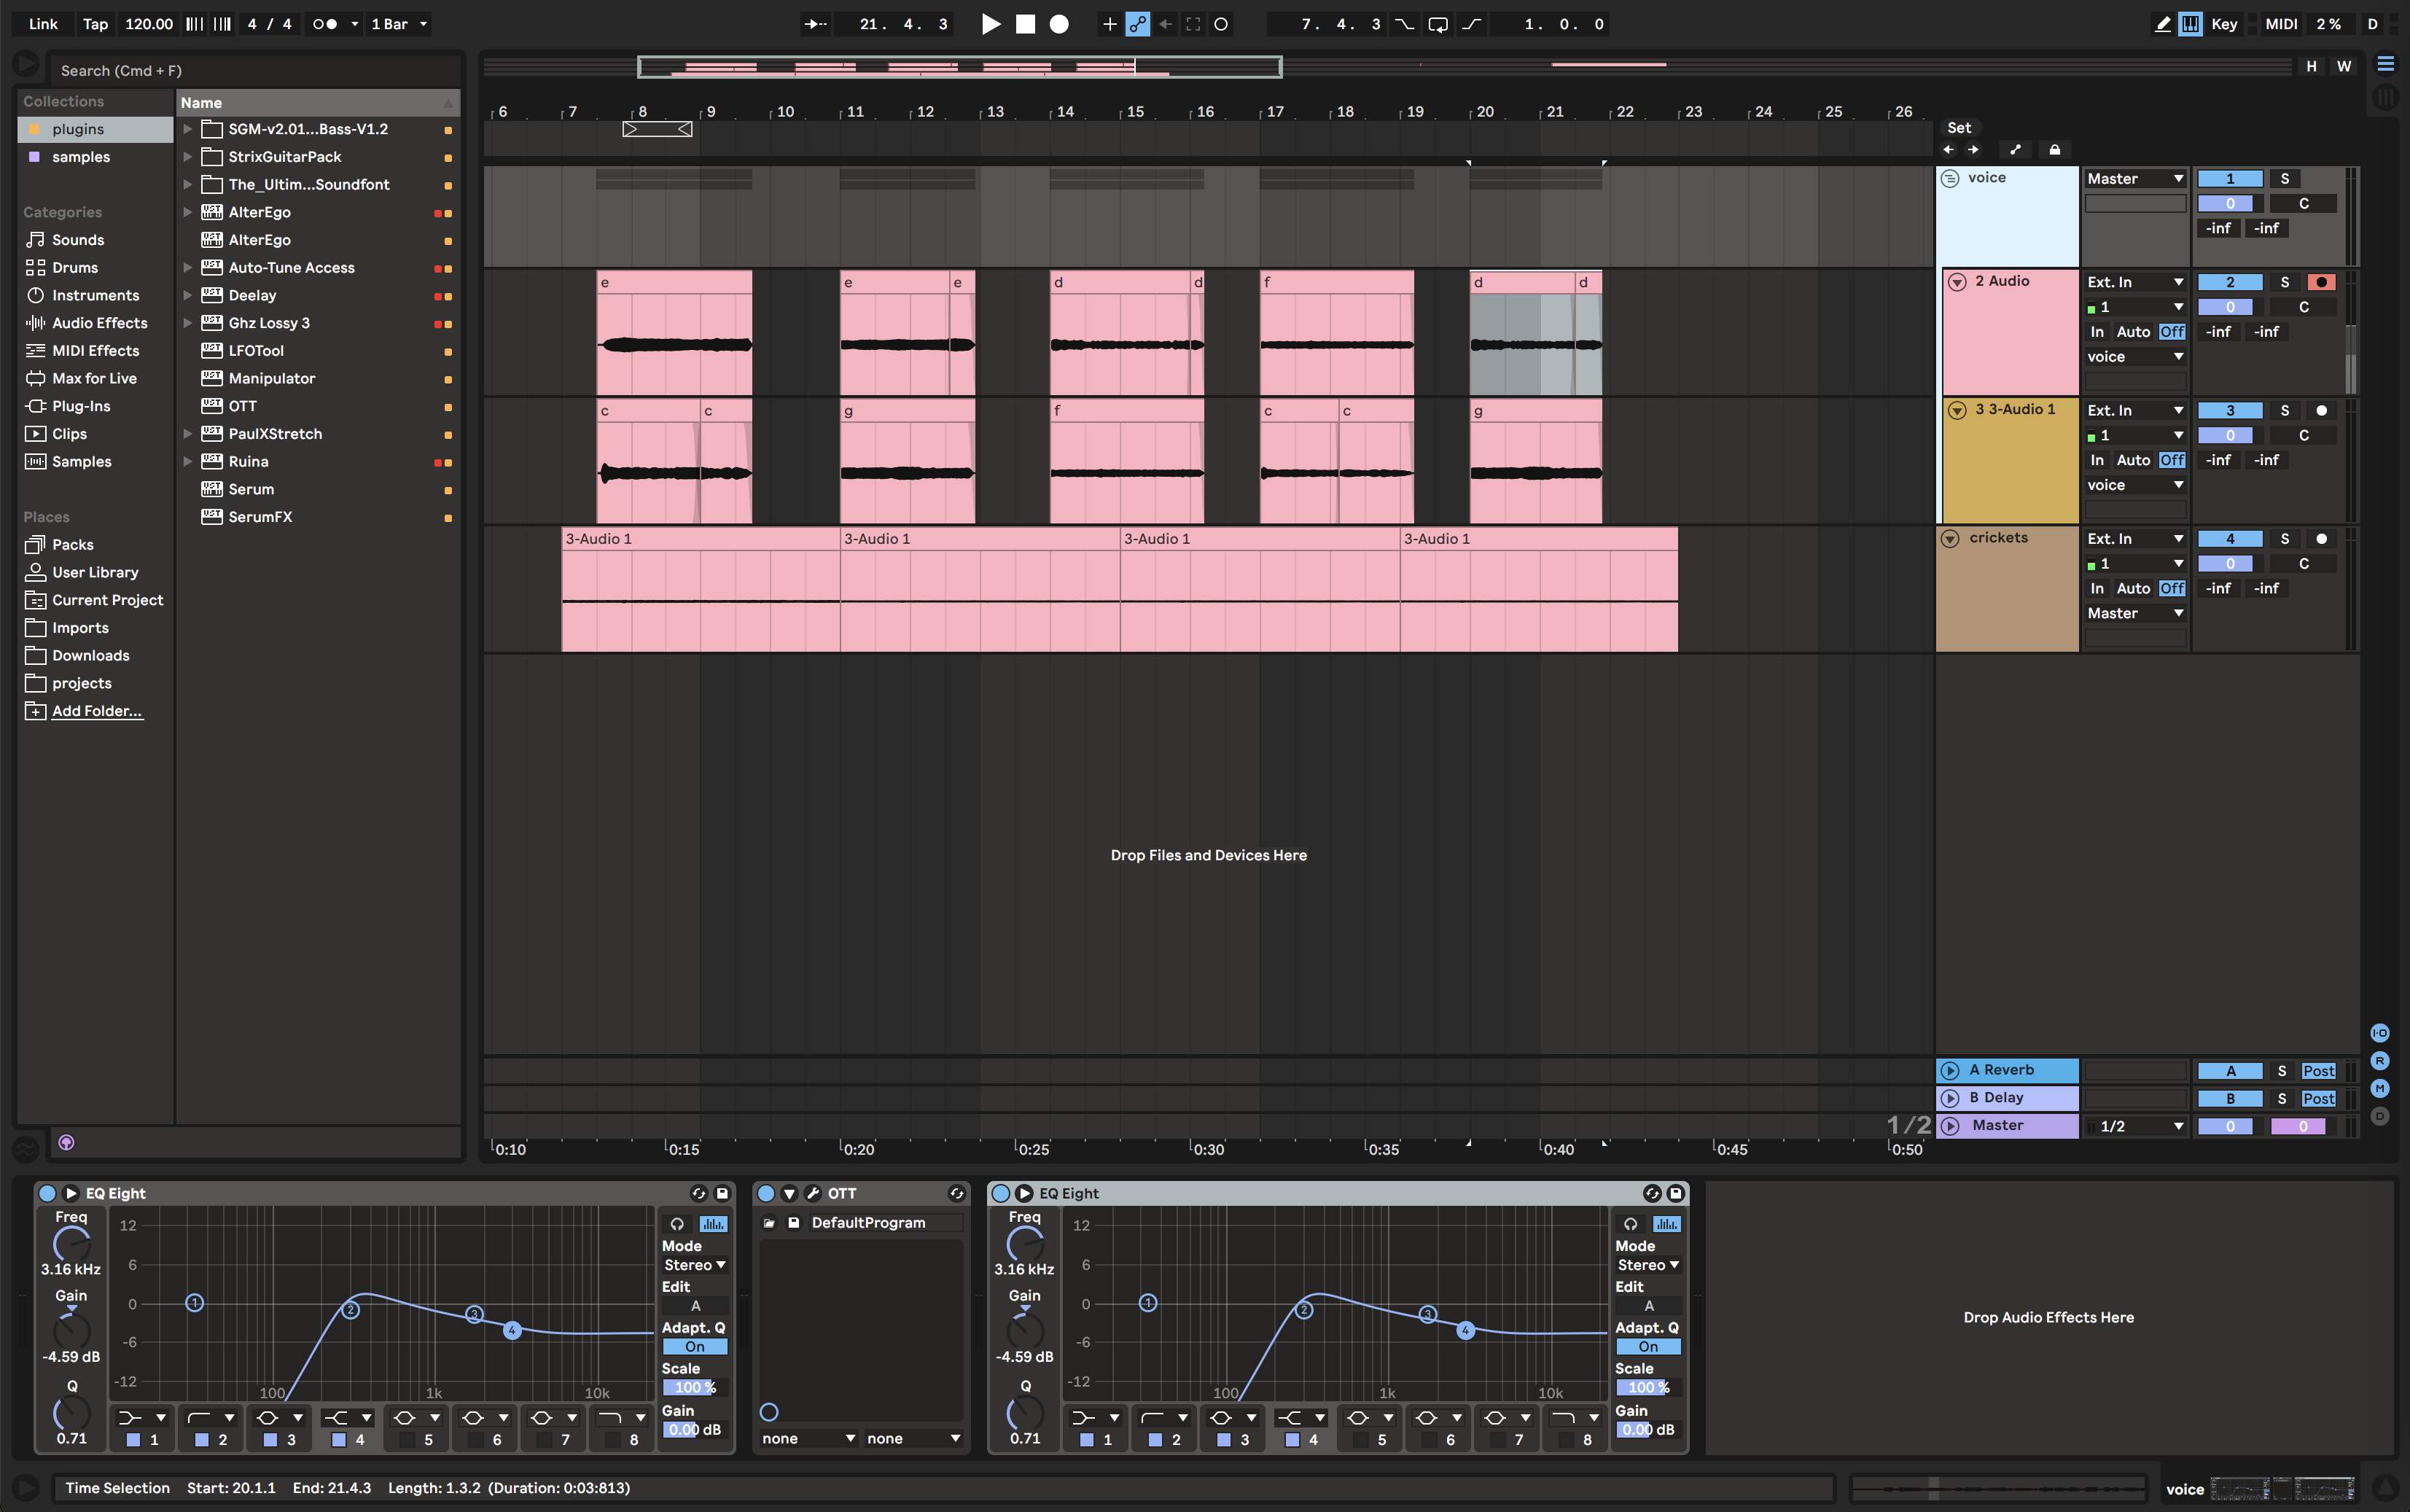 Link Tap 120.00 4 / 4 1 Bar 21. 4. 3 7. 4. 3 1. 0. 0 Key MIDI 2 % D
Search (Cmd + F)
H W
Collections
plugins
samples
Categories
Sounds
Drums
Instruments
Audio Effects
MIDI Effects
Max for Live
Plug-Ins
Clips
Samples
Places
Packs
User Library
Current Project
Imports
Downloads
projects
Add Folder...
Name
SGM-v2.01...Bass-V1.2
StrixGuitarPack
The_Ultim...Soundfont
AlterEgo
AlterEgo
Auto-Tune Access
Deelay
Ghz Lossy 3
LFOTool
Manipulator
OTT
PaulXStretch
Ruina
Serum
SerumFX
6 7 8 9 10 11 12 13 14 15 16 17 18 19 20 21 22 23 24 25 26
Set
voice Master 1 S
0 C
-inf -inf
e e e d d f d d
2 Audio Ext. In 2 S
1 0 C
In Auto Off -inf -inf
voice
c c g f c c g
3 3-Audio 1 Ext. In 3 S
1 0 C
In Auto Off -inf -inf
voice
3-Audio 1 3-Audio 1 3-Audio 1 3-Audio 1
crickets Ext. In 4 S
1 0 C
In Auto Off -inf -inf
Master
Drop Files and Devices Here
I-O
R
M
D
A Reverb A S Post
B Delay B S Post
1/2 Master 1/2 0 0
0:10 0:15 0:20 0:25 0:30 0:35 0:40 0:45 0:50
EQ Eight
Freq
3.16 kHz
Gain
-4.59 dB
Q
0.71
12
6
0
-6
-12
100 1k 10k
1 2 3 4
Mode
Stereo
Edit
A
Adapt. Q
On
Scale
100 %
Gain
0.00 dB
1 2 3 4 5 6 7 8
OTT
DefaultProgram
none none
EQ Eight
Freq
3.16 kHz
Gain
-4.59 dB
Q
0.71
12
6
0
-6
-12
100 1k 10k
1 2 3 4
Mode
Stereo
Edit
A
Adapt. Q
On
Scale
100 %
Gain
0.00 dB
1 2 3 4 5 6 7 8
Drop Audio Effects Here
Time Selection Start: 20.1.1 End: 21.4.3 Length: 1.3.2 (Duration: 0:03:813)
voice